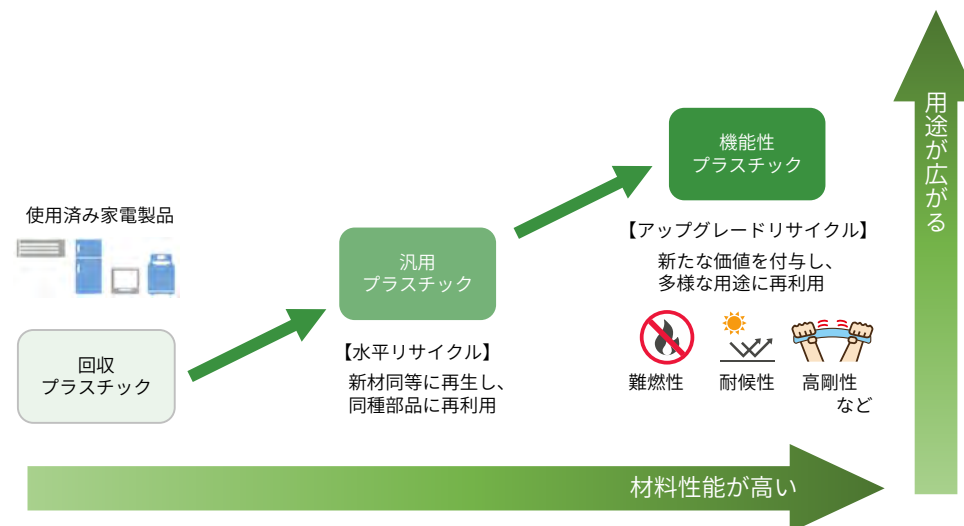 使用済み家電製品
回収
プラスチック
汎用
プラスチック
【水平リサイクル】
新材同等に再生し、
同種部品に再利用
機能性
プラスチック
【アップグレードリサイクル】
新たな価値を付与し、
多様な用途に再利用
難燃性
耐候性
高剛性
など
材料性能が高い
用途が広がる